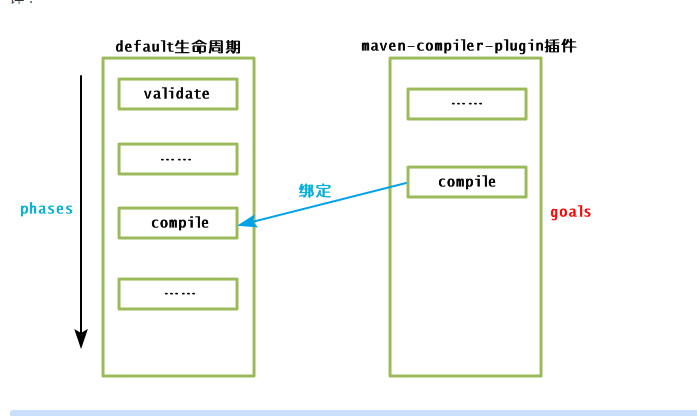 default生命周期
maven-compiler-plugin插件
validate
……
……
compile
绑定
phases
compile
goals
……